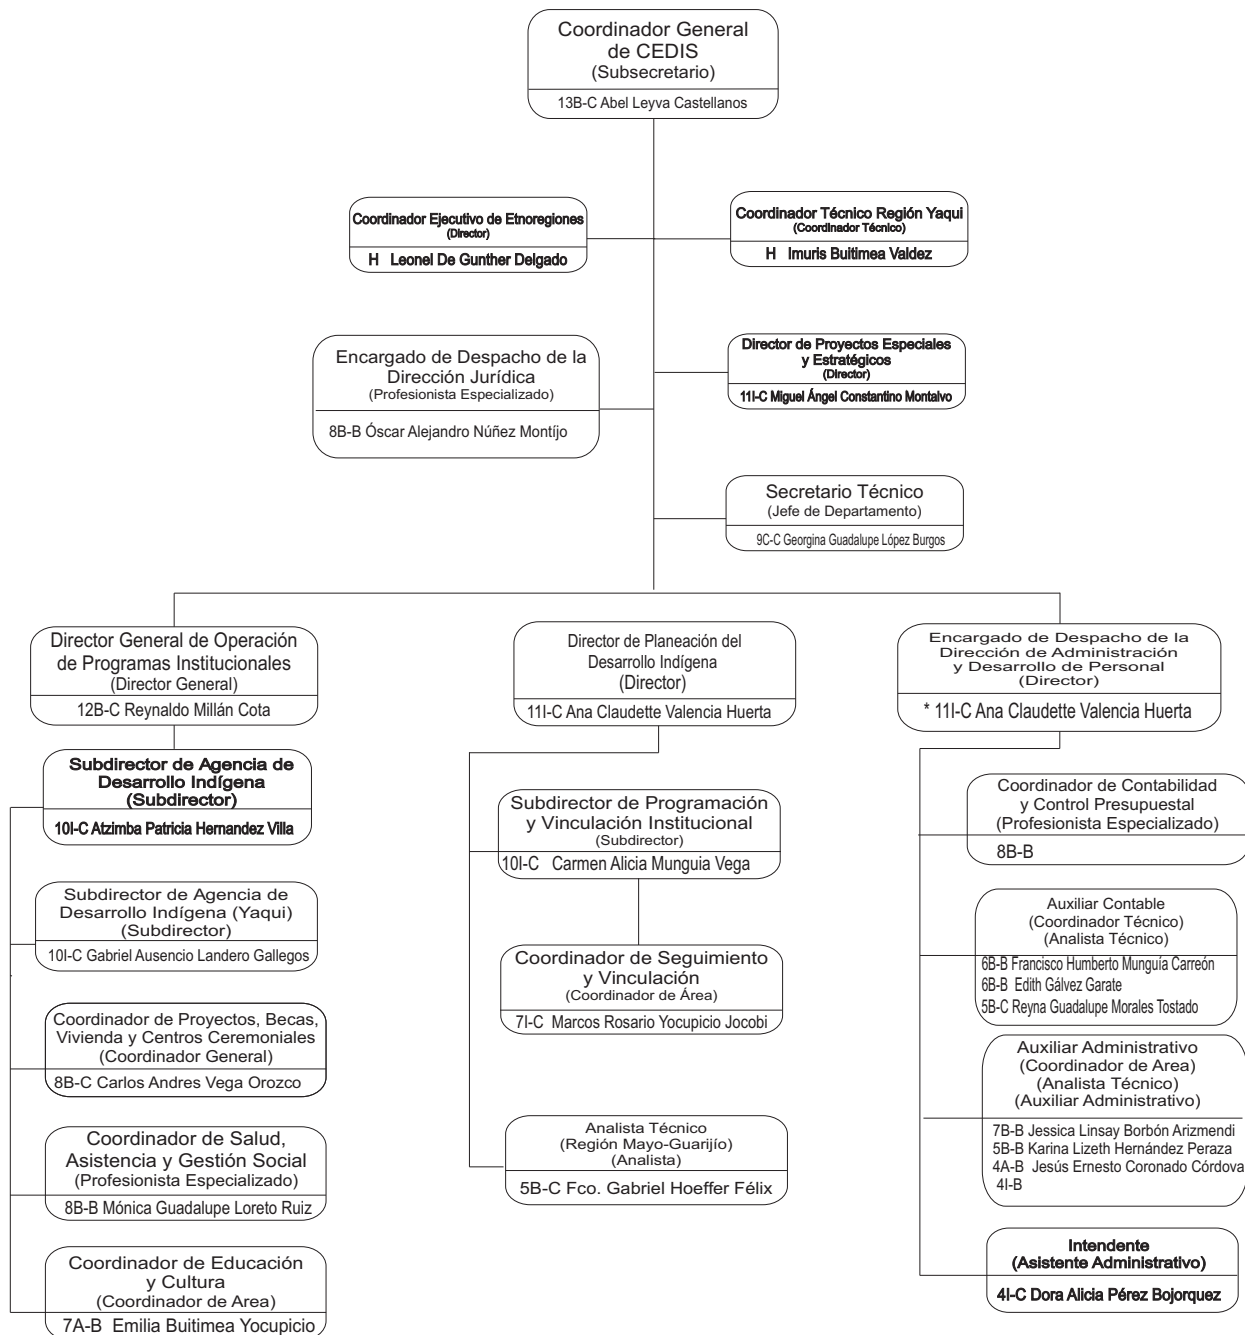 Coordinador General
de CEDIS
(Subsecretario)
13B-C Abel Leyva Castellanos
Coordinador Ejecutivo de Etnoregiones
(Director)
H Leonel De Gunther Delgado
Coordinador Técnico Región Yaqui
(Coordinador Técnico)
H Imuris Buitimea Valdez
Encargado de Despacho de la
Dirección Jurídica
(Profesionista Especializado)
8B-B Óscar Alejandro Núñez Montíjo
Director de Proyectos Especiales
y Estratégicos
(Director)
11I-C Miguel Ángel Constantino Montalvo
Secretario Técnico
(Jefe de Departamento)
9C-C Georgina Guadalupe López Burgos
Director General de Operación
de Programas Institucionales
(Director General)
12B-C Reynaldo Millán Cota
Subdirector de Agencia de
Desarrollo Indígena
(Subdirector)
10I-C Atzimba Patricia Hernandez Villa
Subdirector de Agencia de
Desarrollo Indígena (Yaqui)
(Subdirector)
10I-C Gabriel Ausencio Landero Gallegos
Coordinador de Proyectos, Becas,
Vivienda y Centros Ceremoniales
(Coordinador General)
8B-C Carlos Andres Vega Orozco
Coordinador de Salud,
Asistencia y Gestión Social
(Profesionista Especializado)
8B-B Mónica Guadalupe Loreto Ruiz
Coordinador de Educación
y Cultura
(Coordinador de Area)
7A-B Emilia Buitimea Yocupicio
Director de Planeación del
Desarrollo Indígena
(Director)
11I-C Ana Claudette Valencia Huerta
Subdirector de Programación
y Vinculación Institucional
(Subdirector)
10I-C Carmen Alicia Munguia Vega
Coordinador de Seguimiento
y Vinculación
(Coordinador de Área)
7I-C Marcos Rosario Yocupicio Jocobi
Analista Técnico
(Región Mayo-Guarijío)
(Analista)
5B-C Fco. Gabriel Hoeffer Félix
Encargado de Despacho de la
Dirección de Administración
y Desarrollo de Personal
(Director)
* 11I-C Ana Claudette Valencia Huerta
Coordinador de Contabilidad
y Control Presupuestal
(Profesionista Especializado)
8B-B
Auxiliar Contable
(Coordinador Técnico)
(Analista Técnico)
6B-B Francisco Humberto Munguía Carreón
6B-B Edith Gálvez Garate
5B-C Reyna Guadalupe Morales Tostado
Auxiliar Administrativo
(Coordinador de Area)
(Analista Técnico)
(Auxiliar Administrativo)
7B-B Jessica Linsay Borbón Arizmendi
5B-B Karina Lizeth Hernández Peraza
4A-B Jesús Ernesto Coronado Córdova
4I-B
Intendente
(Asistente Administrativo)
4I-C Dora Alicia Pérez Bojorquez